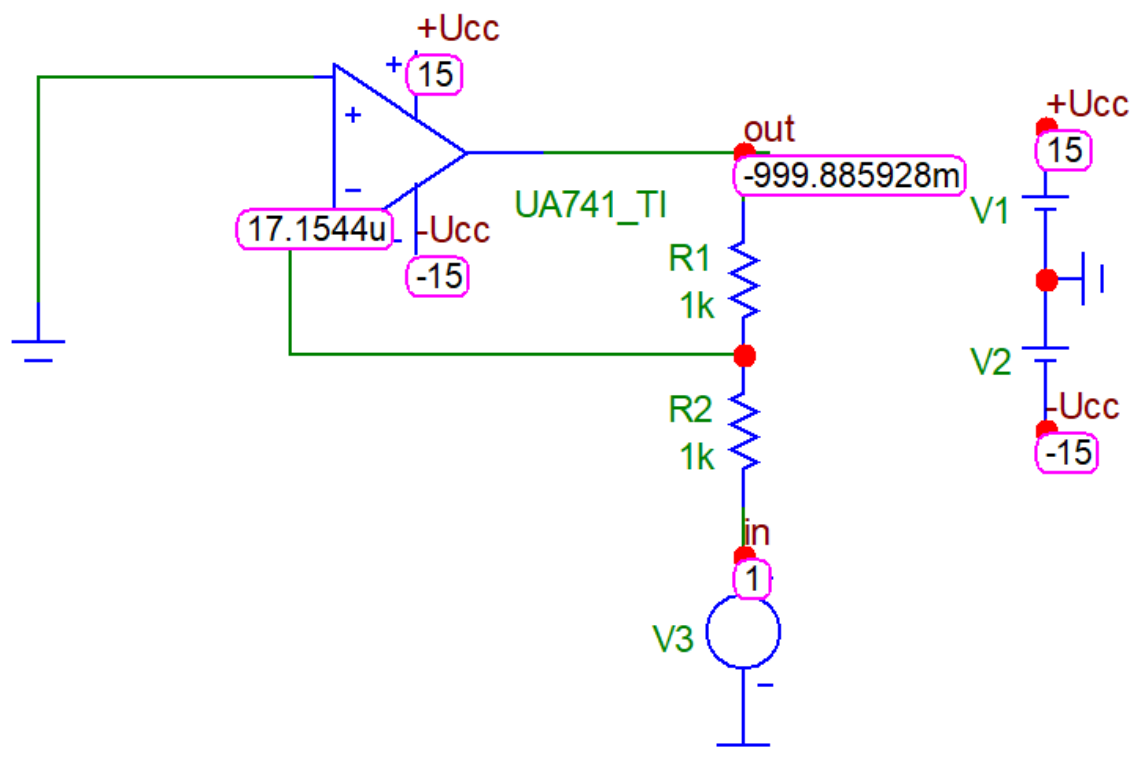 +Ucc
+
15
+
−
17.1544u
-
-Ucc
-15
UA741_TI
out
-999.885928m
R1
1k
R2
1k
in
1
V3
−
+Ucc
15
V1
V2
-Ucc
-15